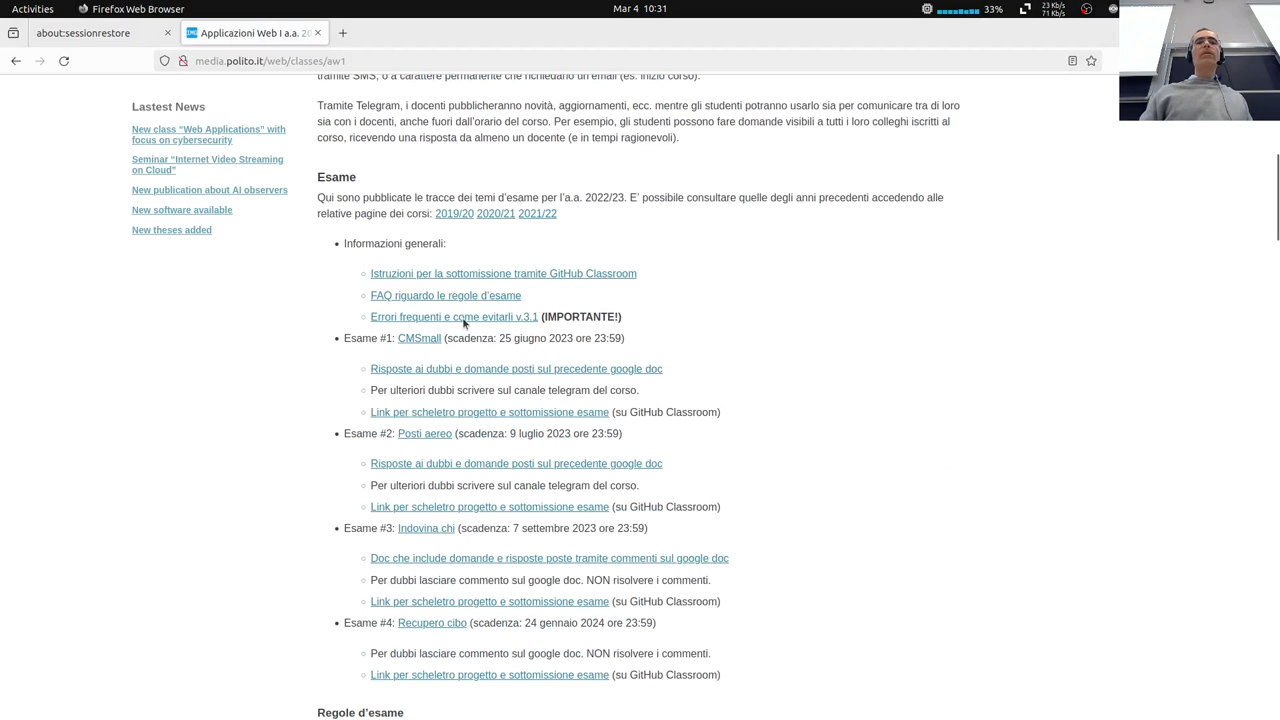 Activities
Firefox Web Browser
Mar 4  10:31
33%
23 Kb/s
71 Kb/s
about:sessionrestore
Applicazioni Web I a.a. 20
media.polito.it/web/classes/aw1
tramite SMS, o a carattere permanente che richiedano un'email (es. inizio corso).
Lastest News
New class “Web Applications” with
focus on cybersecurity
Seminar “Internet Video Streaming
on Cloud”
New publication about AI observers
New software available
New theses added
Tramite Telegram, i docenti pubblicheranno novità, aggiornamenti, ecc. mentre gli studenti potranno usarlo sia per comunicare tra di loro
sia con i docenti, anche fuori dall’orario del corso. Per esempio, gli studenti possono fare domande visibili a tutti i loro colleghi iscritti al
corso, ricevendo una risposta da almeno un docente (e in tempi ragionevoli).
Esame
Qui sono pubblicate le tracce dei temi d’esame per l’a.a. 2022/23. E’ possibile consultare quelle degli anni precedenti accedendo alle
relative pagine dei corsi: 2019/20 2020/21 2021/22
Informazioni generali:
Istruzioni per la sottomissione tramite GitHub Classroom
FAQ riguardo le regole d’esame
Errori frequenti e come evitarli v.3.1 (IMPORTANTE!)
Esame #1: CMSmall (scadenza: 25 giugno 2023 ore 23:59)
Risposte ai dubbi e domande posti sul precedente google doc
Per ulteriori dubbi scrivere sul canale telegram del corso.
Link per scheletro progetto e sottomissione esame (su GitHub Classroom)
Esame #2: Posti aereo (scadenza: 9 luglio 2023 ore 23:59)
Risposte ai dubbi e domande posti sul precedente google doc
Per ulteriori dubbi scrivere sul canale telegram del corso.
Link per scheletro progetto e sottomissione esame (su GitHub Classroom)
Esame #3: Indovina chi (scadenza: 7 settembre 2023 ore 23:59)
Doc che include domande e risposte poste tramite commenti sul google doc
Per dubbi lasciare commento sul google doc. NON risolvere i commenti.
Link per scheletro progetto e sottomissione esame (su GitHub Classroom)
Esame #4: Recupero cibo (scadenza: 24 gennaio 2024 ore 23:59)
Per dubbi lasciare commento sul google doc. NON risolvere i commenti.
Link per scheletro progetto e sottomissione esame (su GitHub Classroom)
Regole d’esame